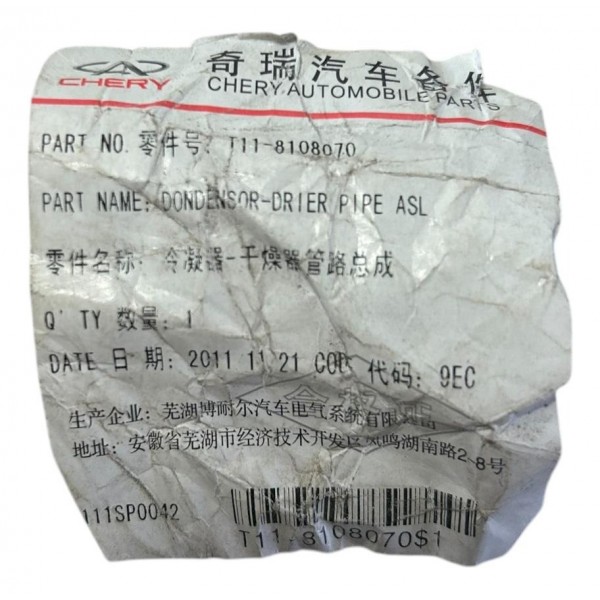 CHERY 奇瑞汽车备件
CHERY AUTOMOBILE PARTS
PART NO. 零件号: T11-8108070
PART NAME: DONDENSOR-DRIER PIPE ASL
零件名称: 冷凝器-干燥器管路总成
Q'TY 数量: 1
DATE 日期: 2011 11 21 COD 代码: 9EC
生产企业: 芜湖博耐尔汽车电气系统有限
地址: 安徽省芜湖市经济技术开发区凤鸣湖南路2-8号
111SP0042
T11-8108070$1